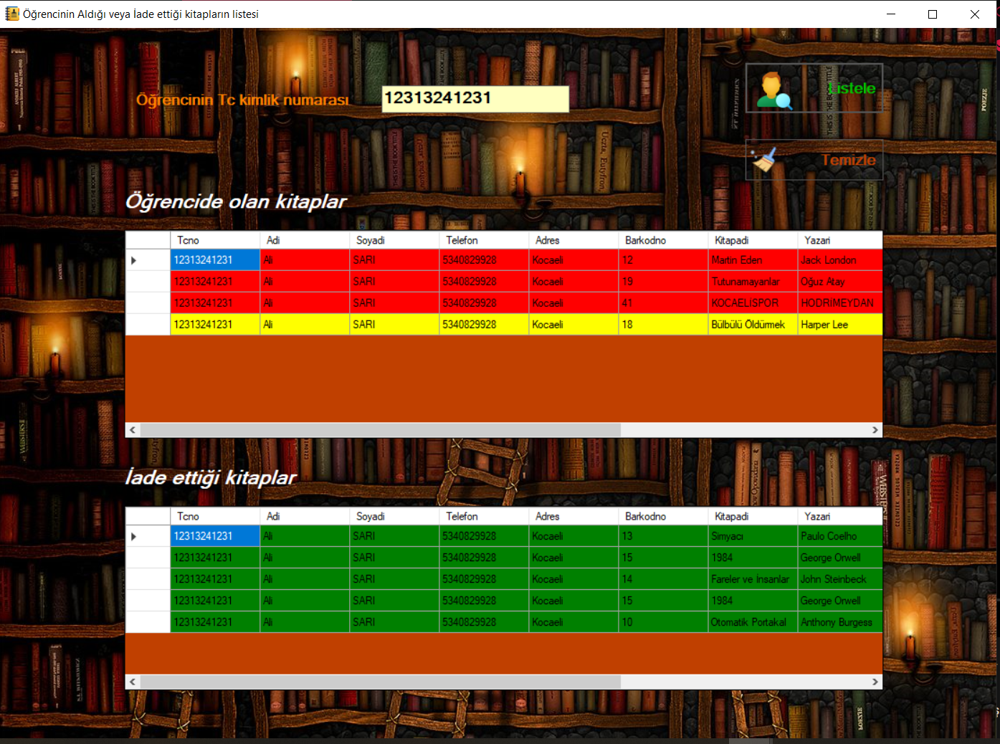 Öğrencinin Aldığı veya İade ettiği kitapların listesi
Öğrencinin Tc kimlik numarası 12313241231 Listele
Temizle
Öğrencide olan kitaplar
Tcno Adi Soyadi Telefon Adres Barkodno Kitapadi Yazari
12313241231 Ali SARI 5340829928 Kocaeli 12 Martin Eden Jack London
12313241231 Ali SARI 5340829928 Kocaeli 19 Tutunamayanlar Oğuz Atay
12313241231 Ali SARI 5340829928 Kocaeli 41 KOCAELİSPOR HODRİMEYDAN
12313241231 Ali SARI 5340829928 Kocaeli 18 Bülbülü Öldürmek Harper Lee
İade ettiği kitaplar
Tcno Adi Soyadi Telefon Adres Barkodno Kitapadi Yazari
12313241231 Ali SARI 5340829928 Kocaeli 13 Simyacı Paulo Coelho
12313241231 Ali SARI 5340829928 Kocaeli 15 1984 George Orwell
12313241231 Ali SARI 5340829928 Kocaeli 14 Fareler ve İnsanlar John Steinbeck
12313241231 Ali SARI 5340829928 Kocaeli 15 1984 George Orwell
12313241231 Ali SARI 5340829928 Kocaeli 10 Otomatik Portakal Anthony Burgess